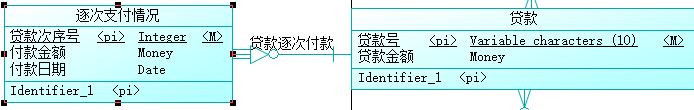 逐次支付情况
贷款次序号 <pi> Integer <M>
付款金额 Money
付款日期 Date
Identifier_1 <pi>
贷款逐次付款
贷款
贷款号 <pi> Variable characters (10) <M>
贷款金额 Money
Identifier_1 <pi>